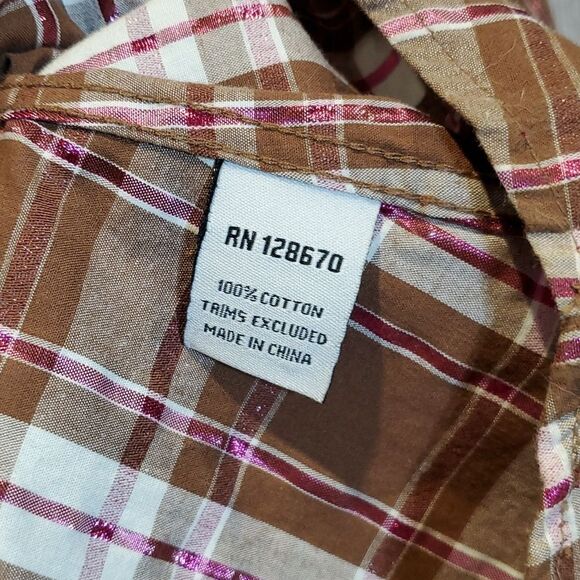 RN 128670
100% COTTON
TRIMS EXCLUDED
MADE IN CHINA